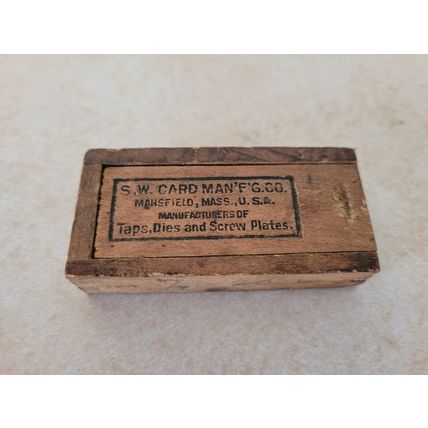 S.W. CARD MAN'F'G.CO.
MANSFIELD, MASS., U.S.A.
MANUFACTURERS OF
Taps, Dies and Screw Plates.